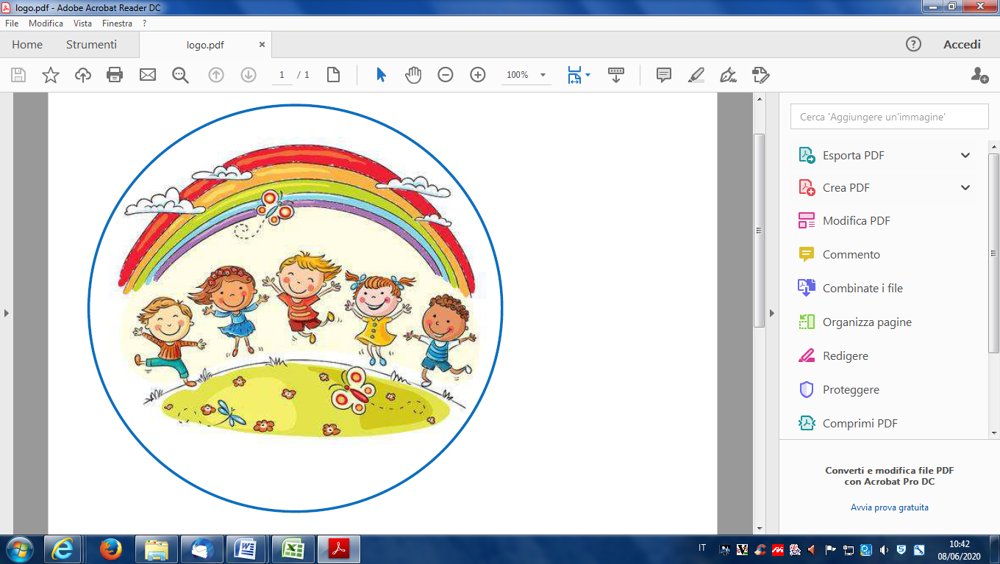 logo.pdf - Adobe Acrobat Reader DC
File Modifica Vista Finestra ?
Home Strumenti logo.pdf × ? Accedi
1 / 1 100%
Cerca 'Aggiungere un'immagine'
Esporta PDF
Crea PDF
Modifica PDF
Commento
Combinate i file
Organizza pagine
Redigere
Proteggere
Comprimi PDF
Converti e modifica file PDF
con Acrobat Pro DC
Avvia prova gratuita
IT 10:42
08/06/2020